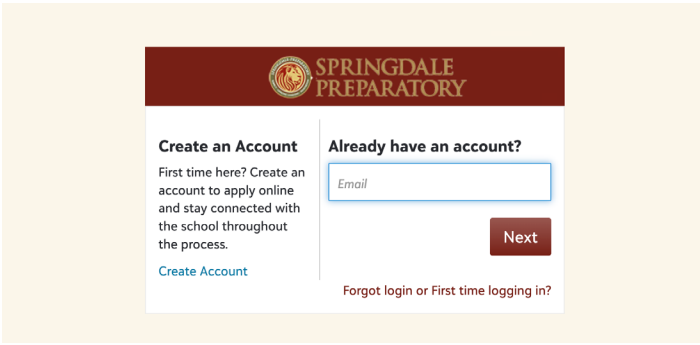 SPRINGDALE
PREPARATORY
Create an Account
First time here? Create an
account to apply online
and stay connected with
the school throughout
the process.
Create Account
Already have an account?
Email
Next
Forgot login or First time logging in?